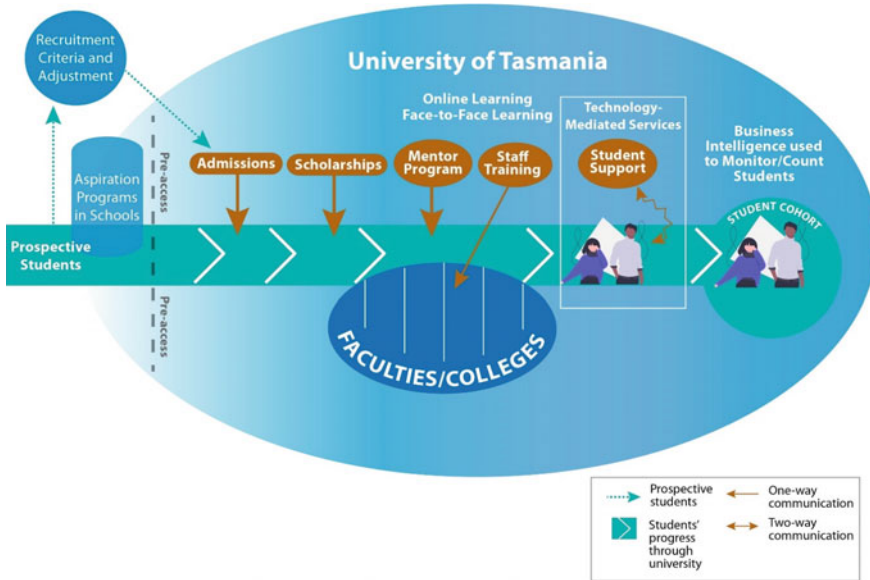 Recruitment
Criteria and
Adjustment
University of Tasmania
Online Learning
Face-to-Face Learning
Technology-
Mediated Services
Business
Intelligence used
to Monitor/Count
Students
Pre-access
Admissions
Scholarships
Mentor
Program
Staff
Training
Student
Support
Aspiration
Programs
in Schools
STUDENT COHORT
Prospective
Students
Pre-access
FACULTIES/COLLEGES
Prospective
students
One-way
communication
Students'
progress
through
university
Two-way
communication